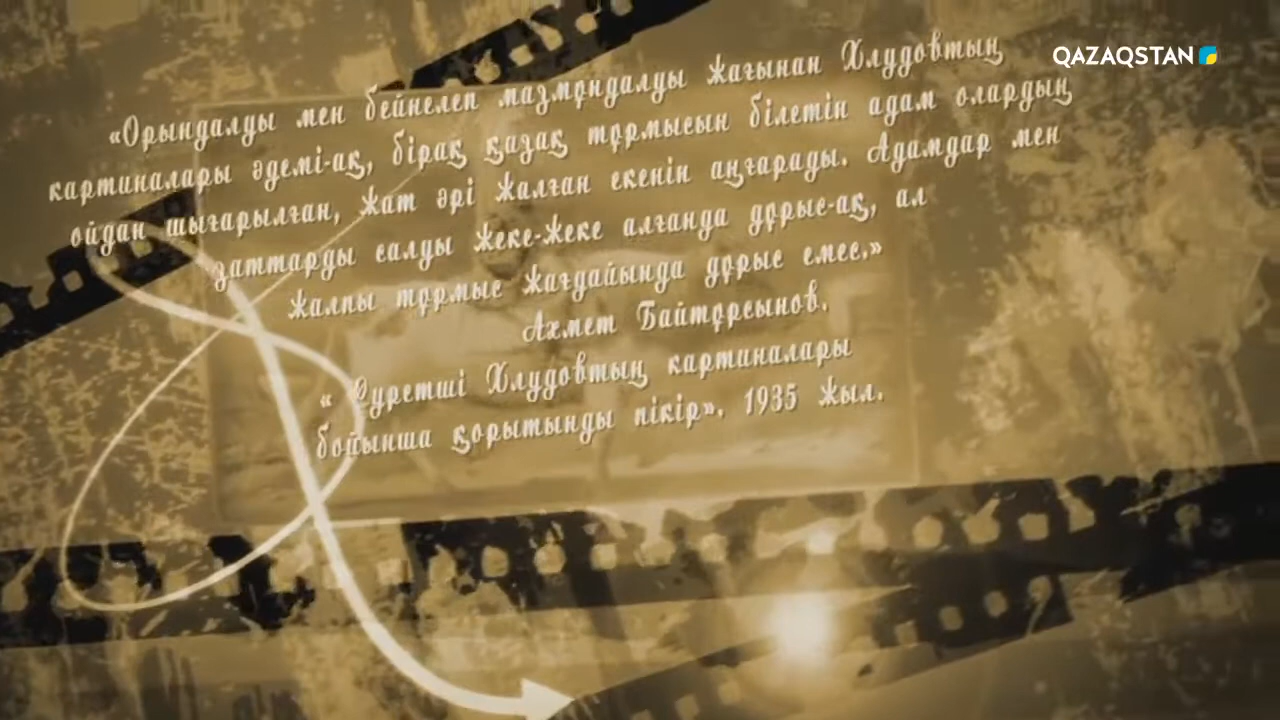 QAZAQSTAN
«Орындалуы мен бейнелеп мазмұндалуы жағынан Хлудовтың
картиналары әдемі-ақ, бірақ қазақ тұрмысын білетін адам олардың
ойдан шығарылған, жат әрі жалған екенін аңғарады. Адамдар мен
заттарды салды жеке-жеке алғанда дұрыс-ақ, ал
жалпы тұрмыс жағдайында дұрыс емес.»
Ахмет Байтұрсынов.
« Суретші Хлудовтың картиналары
бойынша қорытынды пікір». 1935 жыл.